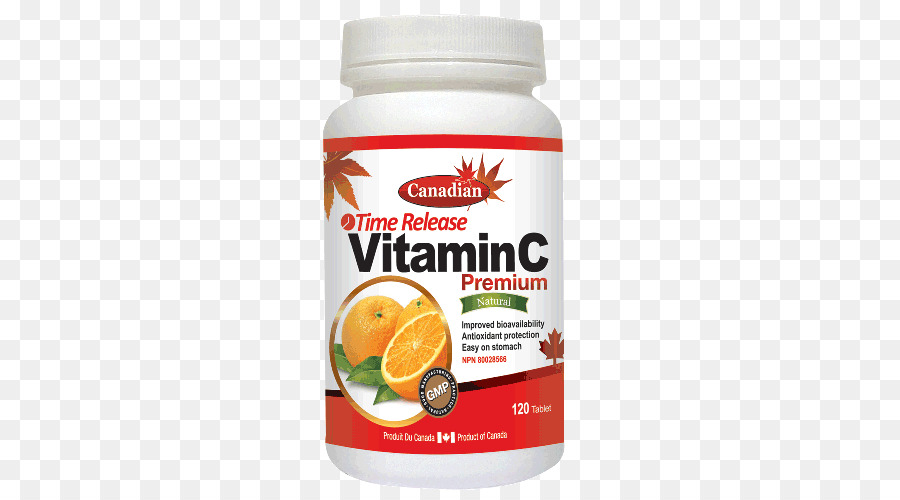 Canadian
Time Release
VitaminC
Premium
Natural
Improved bioavailability
Antioxidant protection
Easy on stomach
NPN 80028566
GMP
120 Tablet
Produit Du Canada Product of Canada